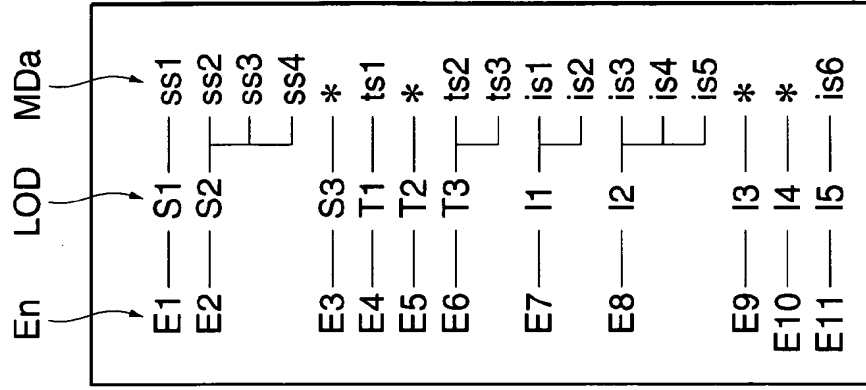 En LOD MDa
E1 S1 ss1
E2 S2 ss2
ss3
ss4
E3 S3 *
E4 T1 ts1
E5 T2 *
E6 T3 ts2
ts3
E7 I1 is1
is2
E8 I2 is3
is4
is5
E9 I3 *
E10 I4 *
E11 I5 is6